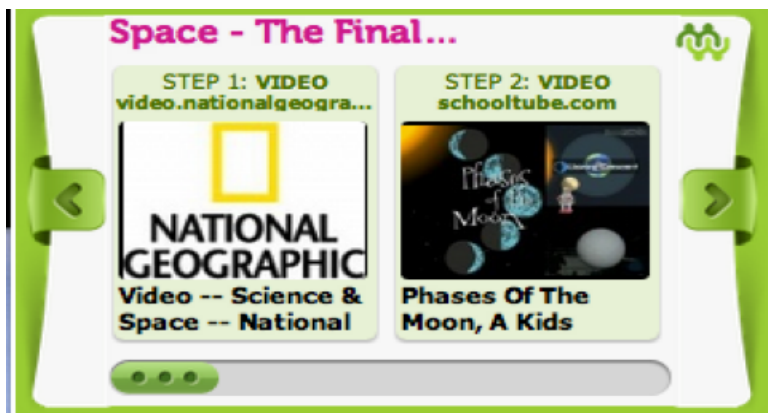 Space - The Final...
STEP 1: VIDEO
video.nationalgeogra...
NATIONAL
GEOGRAPHIC
Video -- Science &
Space -- National
STEP 2: VIDEO
schooltube.com
Phases
of the
Moon
Phases Of The
Moon, A Kids